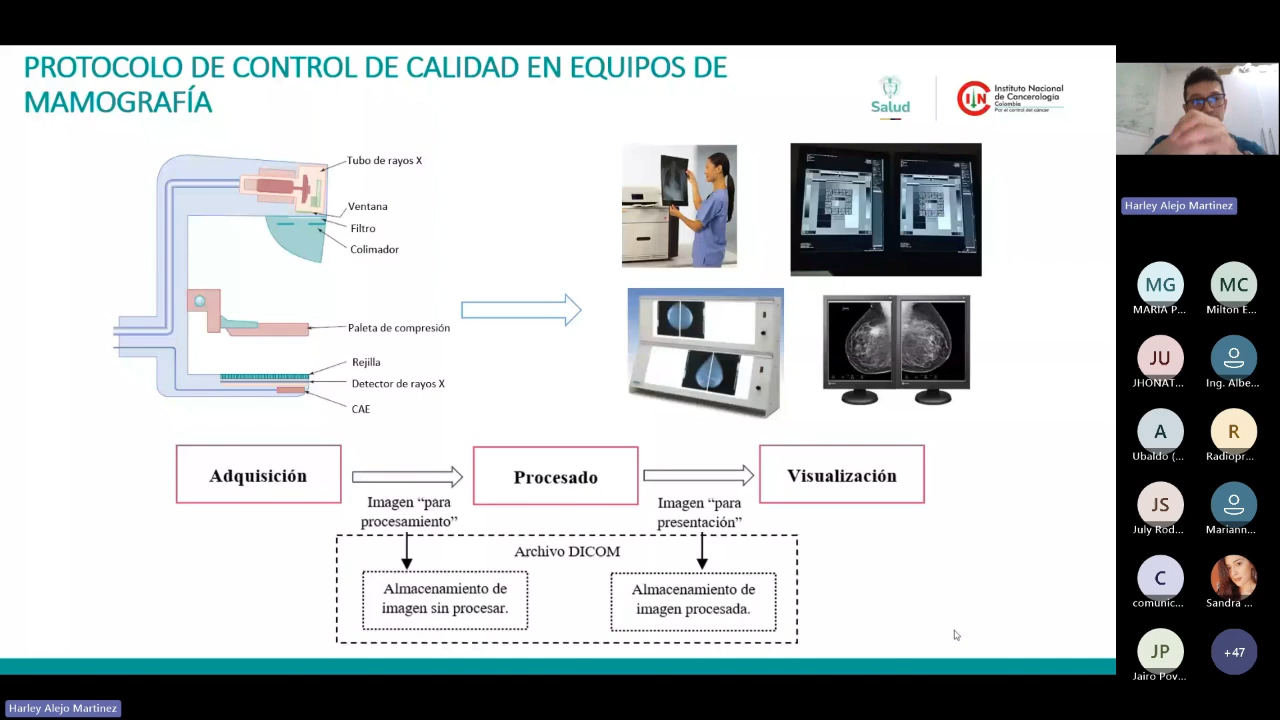 PROTOCOLO DE CONTROL DE CALIDAD EN EQUIPOS DE
MAMOGRAFÍA
Salud
Instituto Nacional
de Cancerología
Colombia
Por el control del cáncer
Tubo de rayos X
Ventana
Filtro
Colimador
Paleta de compresión
Rejilla
Detector de rayos X
CAE
Adquisición
Procesado
Visualización
Imagen “para
procesamiento”
Imagen “para
presentación”
Archivo DICOM
Almacenamiento de
imagen sin procesar.
Almacenamiento de
imagen procesada.
Harley Alejo Martinez
MG
MARIA P...
MC
Milton E...
JU
JHONAT...
Ing. Albe...
A
Ubaldo (...
R
Radiopr...
JS
July Rod...
Mariann...
C
comunic...
Sandra ...
JP
Jairo Pov...
+47
Harley Alejo Martinez